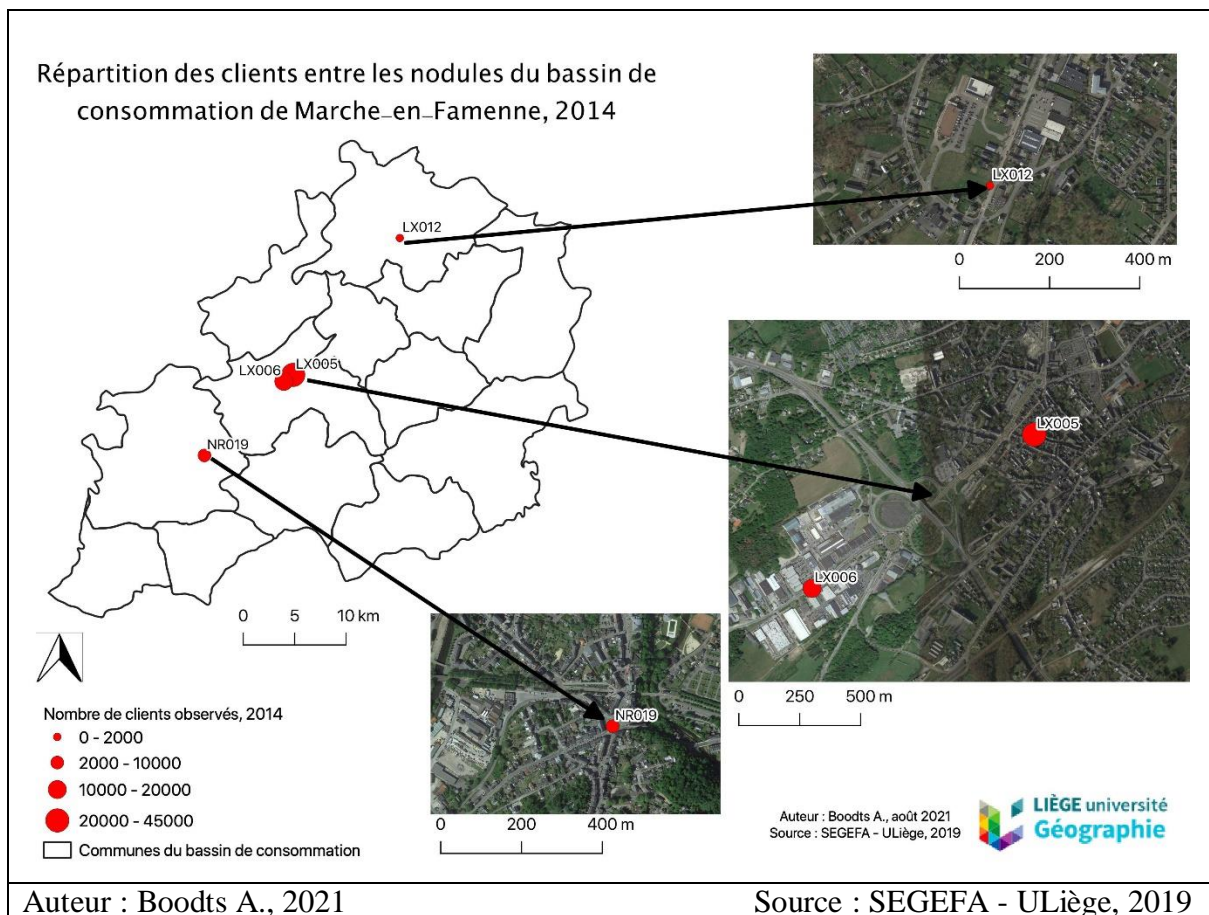 Répartition des clients entre les nodules du bassin de
consommation de Marche-en-Famenne, 2014
LX012
LX012
0 200 400 m
LX005
LX006
NR019
LX005
LX006
0 5 10 km
0 250 500 m
NR019
0 200 400 m
Nombre de clients observés, 2014
0 - 2000
2000 - 10000
10000 - 20000
20000 - 45000
Communes du bassin de consommation
Auteur : Boodts A., août 2021
Source : SEGEFA - ULiège, 2019
LIÈGE université
Géographie
Auteur : Boodts A., 2021 Source : SEGEFA - ULiège, 2019